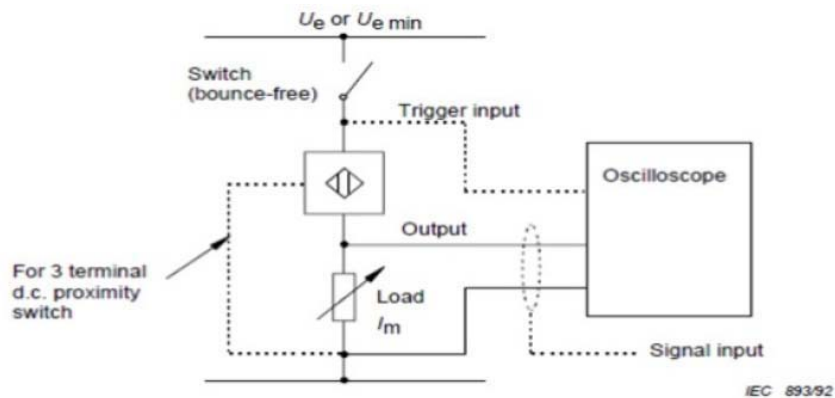 Ue or Ue min
Switch
(bounce-free)
Trigger input
Oscilloscope
Output
For 3 terminal
d.c. proximity
switch
Load
Im
Signal input
IEC 893/92